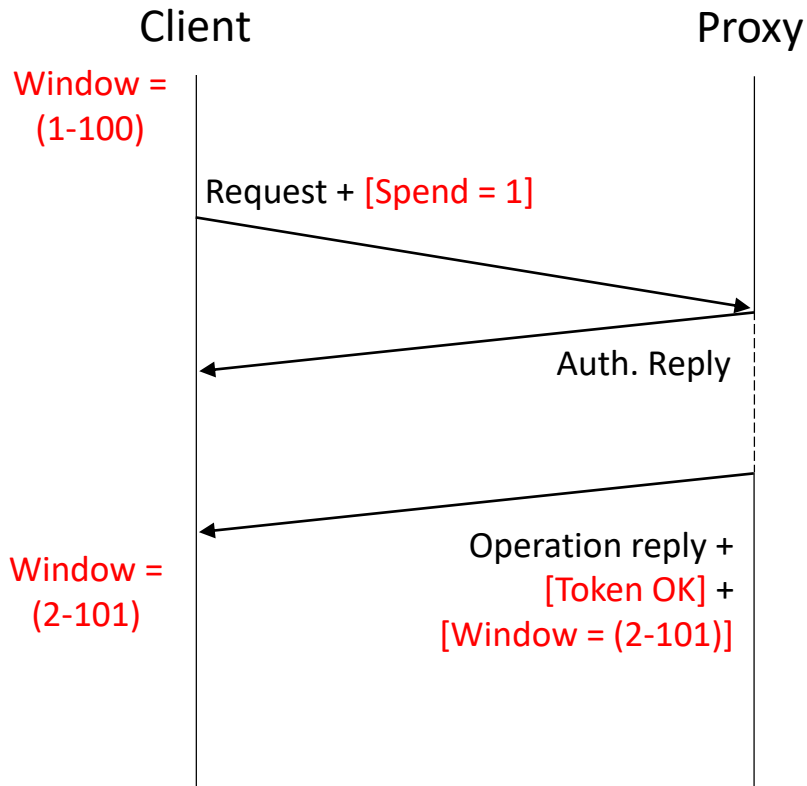 Client
Proxy
Window =
(1-100)
Request + [Spend = 1]
Auth. Reply
Operation reply +
[Token OK] +
[Window = (2-101)]
Window =
(2-101)